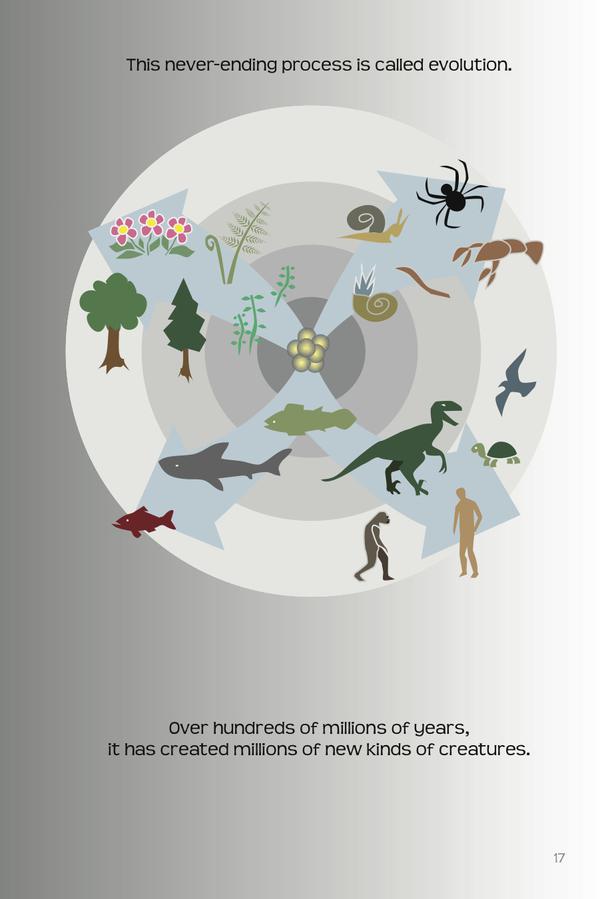 This never-ending process is called evolution.
Over hundreds of millions of years,
it has created millions of new kinds of creatures.
17